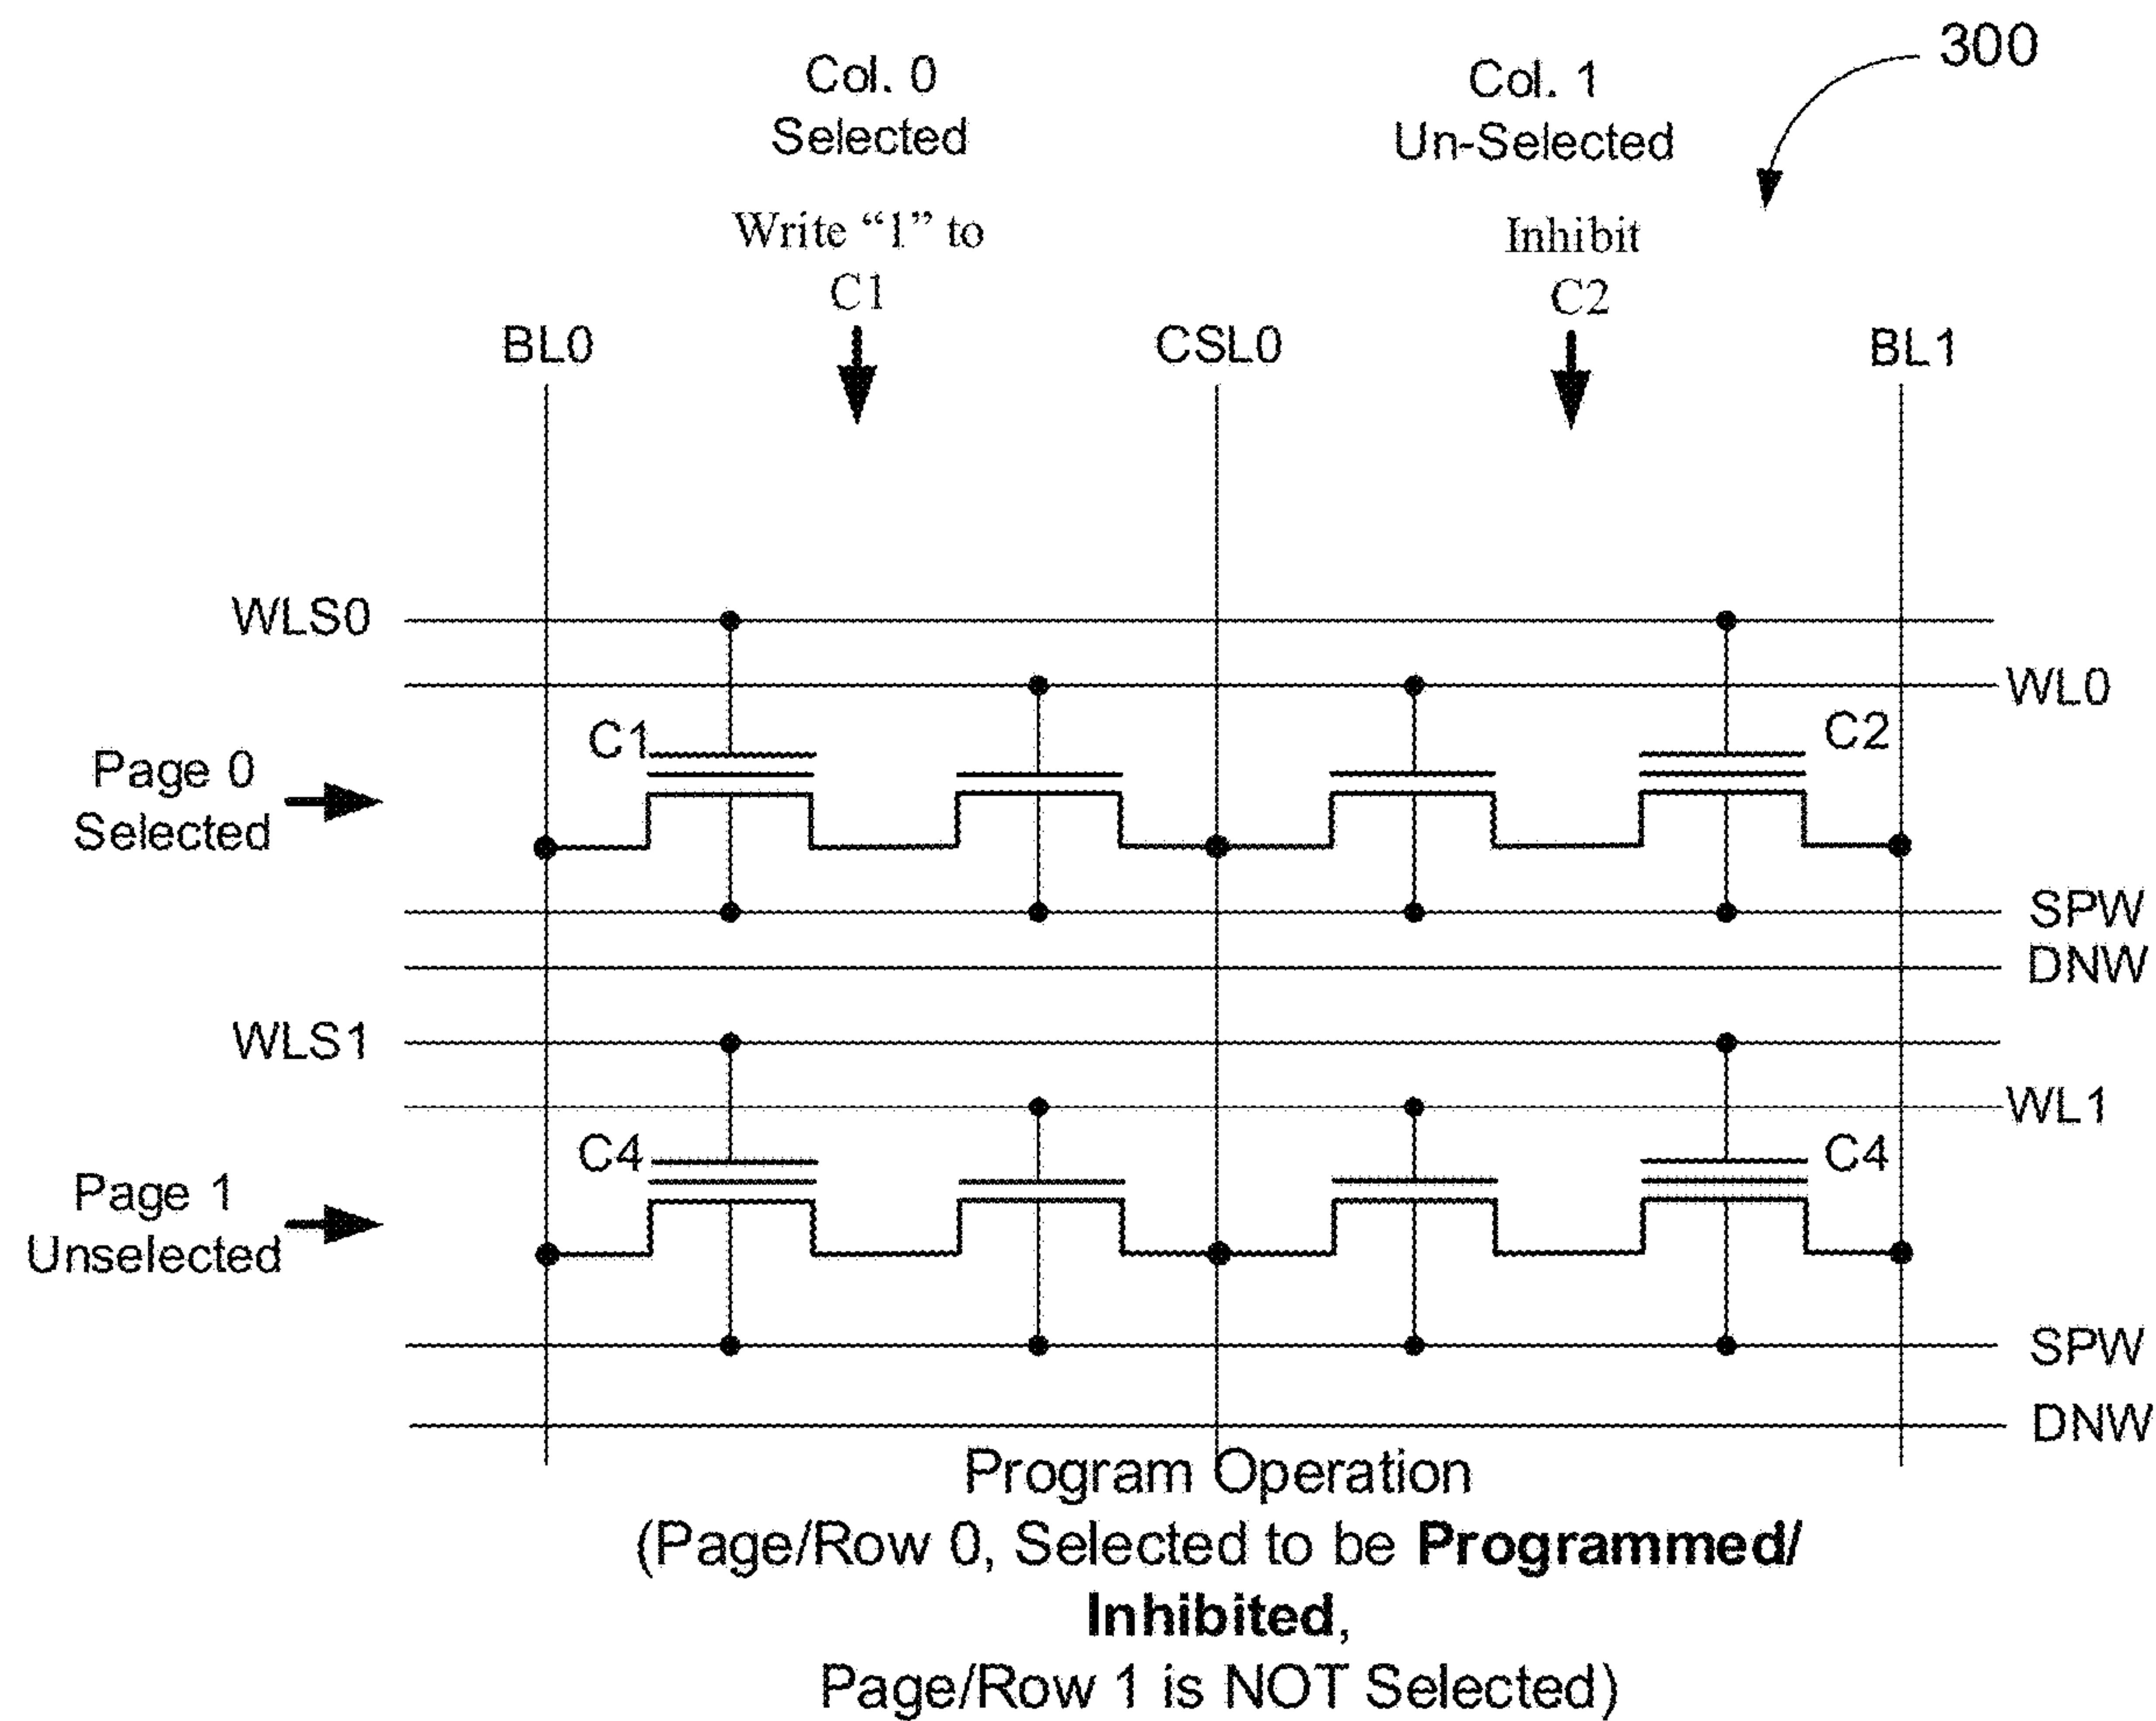 300
Col. 0
Selected
Col. 1
Un-Selected
Write “1” to
C1
Inhibit
C2
BL0
CSL0
BL1
WLS0
WL0
C1
C2
Page 0
Selected
SPW
DNW
WLS1
WL1
C4
C4
Page 1
Unselected
SPW
DNW
Program Operation
(Page/Row 0, Selected to be Programmed/
Inhibited,
Page/Row 1 is NOT Selected)